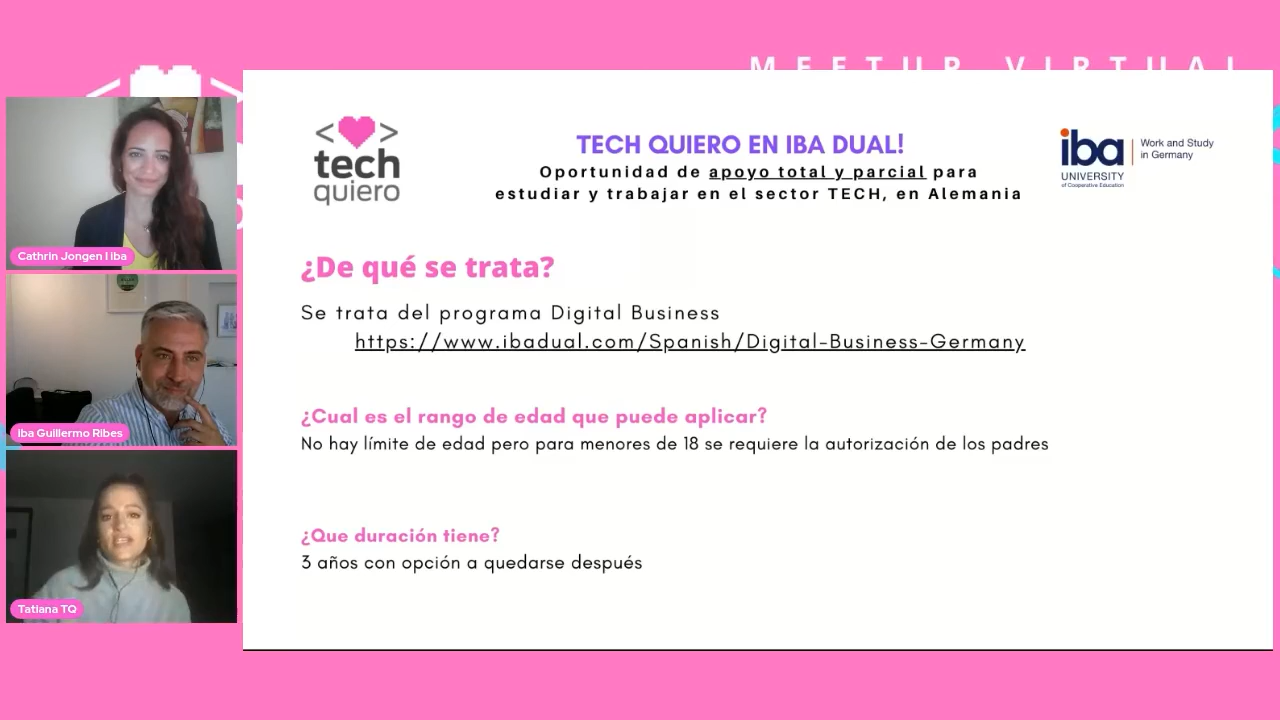 MEETUP VIRTUAL
< >
tech
quiero
TECH QUIERO EN IBA DUAL!
Oportunidad de apoyo total y parcial para
estudiar y trabajar en el sector TECH, en Alemania
iba
UNIVERSITY
of Cooperative Education
Work and Study
in Germany
¿De qué se trata?
Se trata del programa Digital Business
https://www.ibadual.com/Spanish/Digital-Business-Germany
¿Cual es el rango de edad que puede aplicar?
No hay límite de edad pero para menores de 18 se requiere la autorización de los padres
¿Que duración tiene?
3 años con opción a quedarse después
Cathrin Jongen I iba
iba Guillermo Ribes
Tatiana TQ